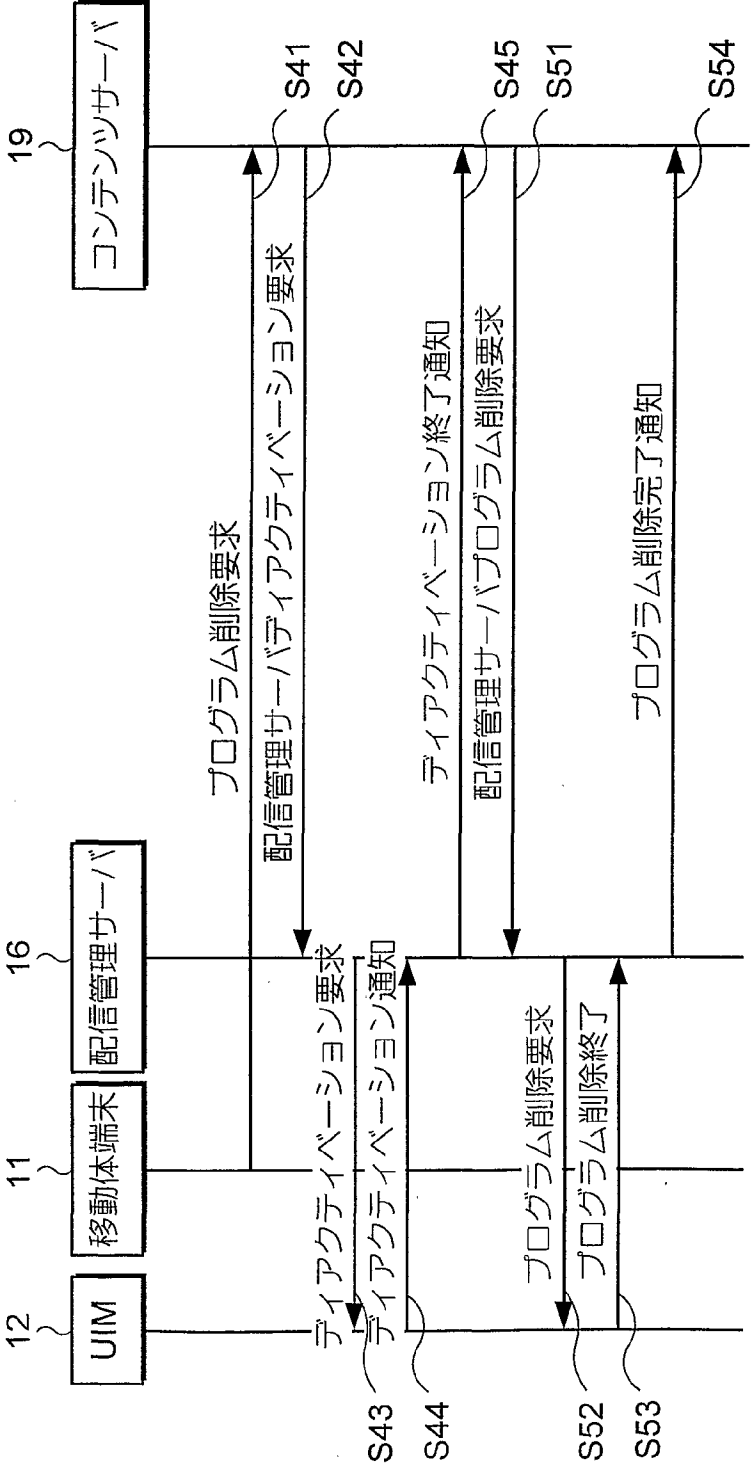 12
UIM
11
移動体端末
16
配信管理サーバ
19
コンテンツサーバ
プログラム削除要求
S41
配信管理サーバディアクティベーション要求
S42
ディアクティベーション要求
S43
ディアクティベーション通知
S44
ディアクティベーション終了通知
S45
配信管理サーバプログラム削除要求
S51
プログラム削除要求
S52
プログラム削除終了
S53
プログラム削除完了通知
S54